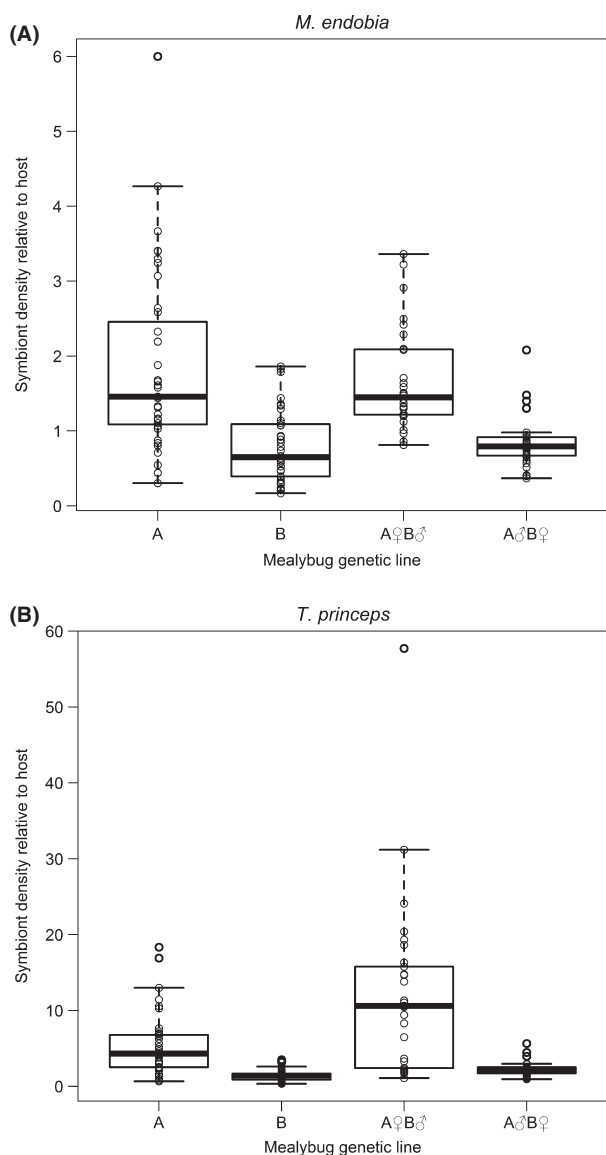 (A)
M. endobia
Symbiont density relative to host
6
5
4
3
2
1
0
A B A♀B♂ A♂B♀
Mealybug genetic line
(B)
T. princeps
Symbiont density relative to host
60
50
40
30
20
10
0
A B A♀B♂ A♂B♀
Mealybug genetic line